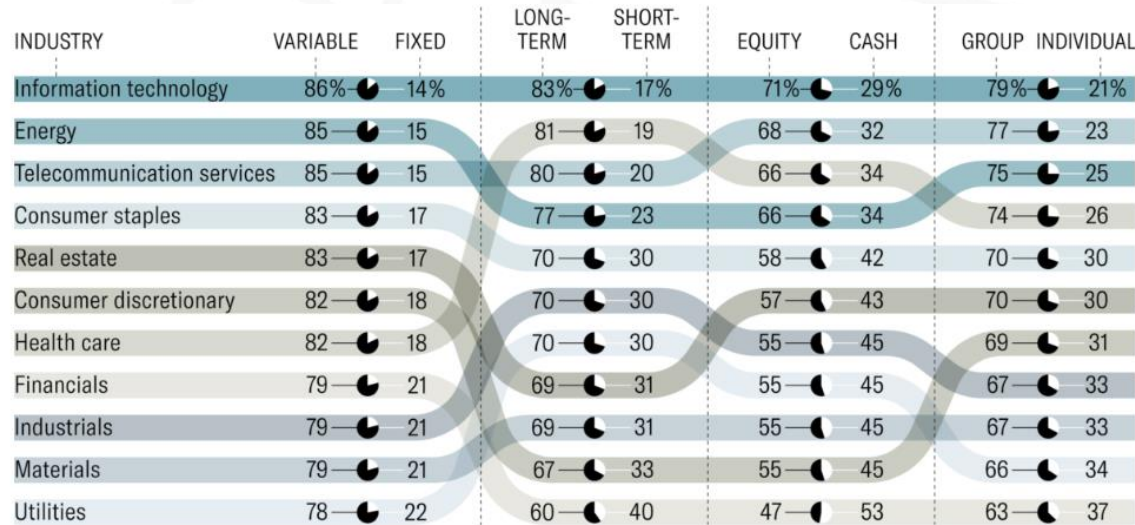 INDUSTRY VARIABLE FIXED LONG-TERM SHORT-TERM EQUITY CASH GROUP INDIVIDUAL
Information technology 86% 14% 83% 17% 71% 29% 79% 21%
Energy 85 15 81 19 68 32 77 23
Telecommunication services 85 15 80 20 66 34 75 25
Consumer staples 83 17 77 23 66 34 74 26
Real estate 83 17 70 30 58 42 70 30
Consumer discretionary 82 18 70 30 57 43 70 30
Health care 82 18 70 30 55 45 69 31
Financials 79 21 69 31 55 45 67 33
Industrials 79 21 69 31 55 45 67 33
Materials 79 21 67 33 55 45 66 34
Utilities 78 22 60 40 47 53 63 37